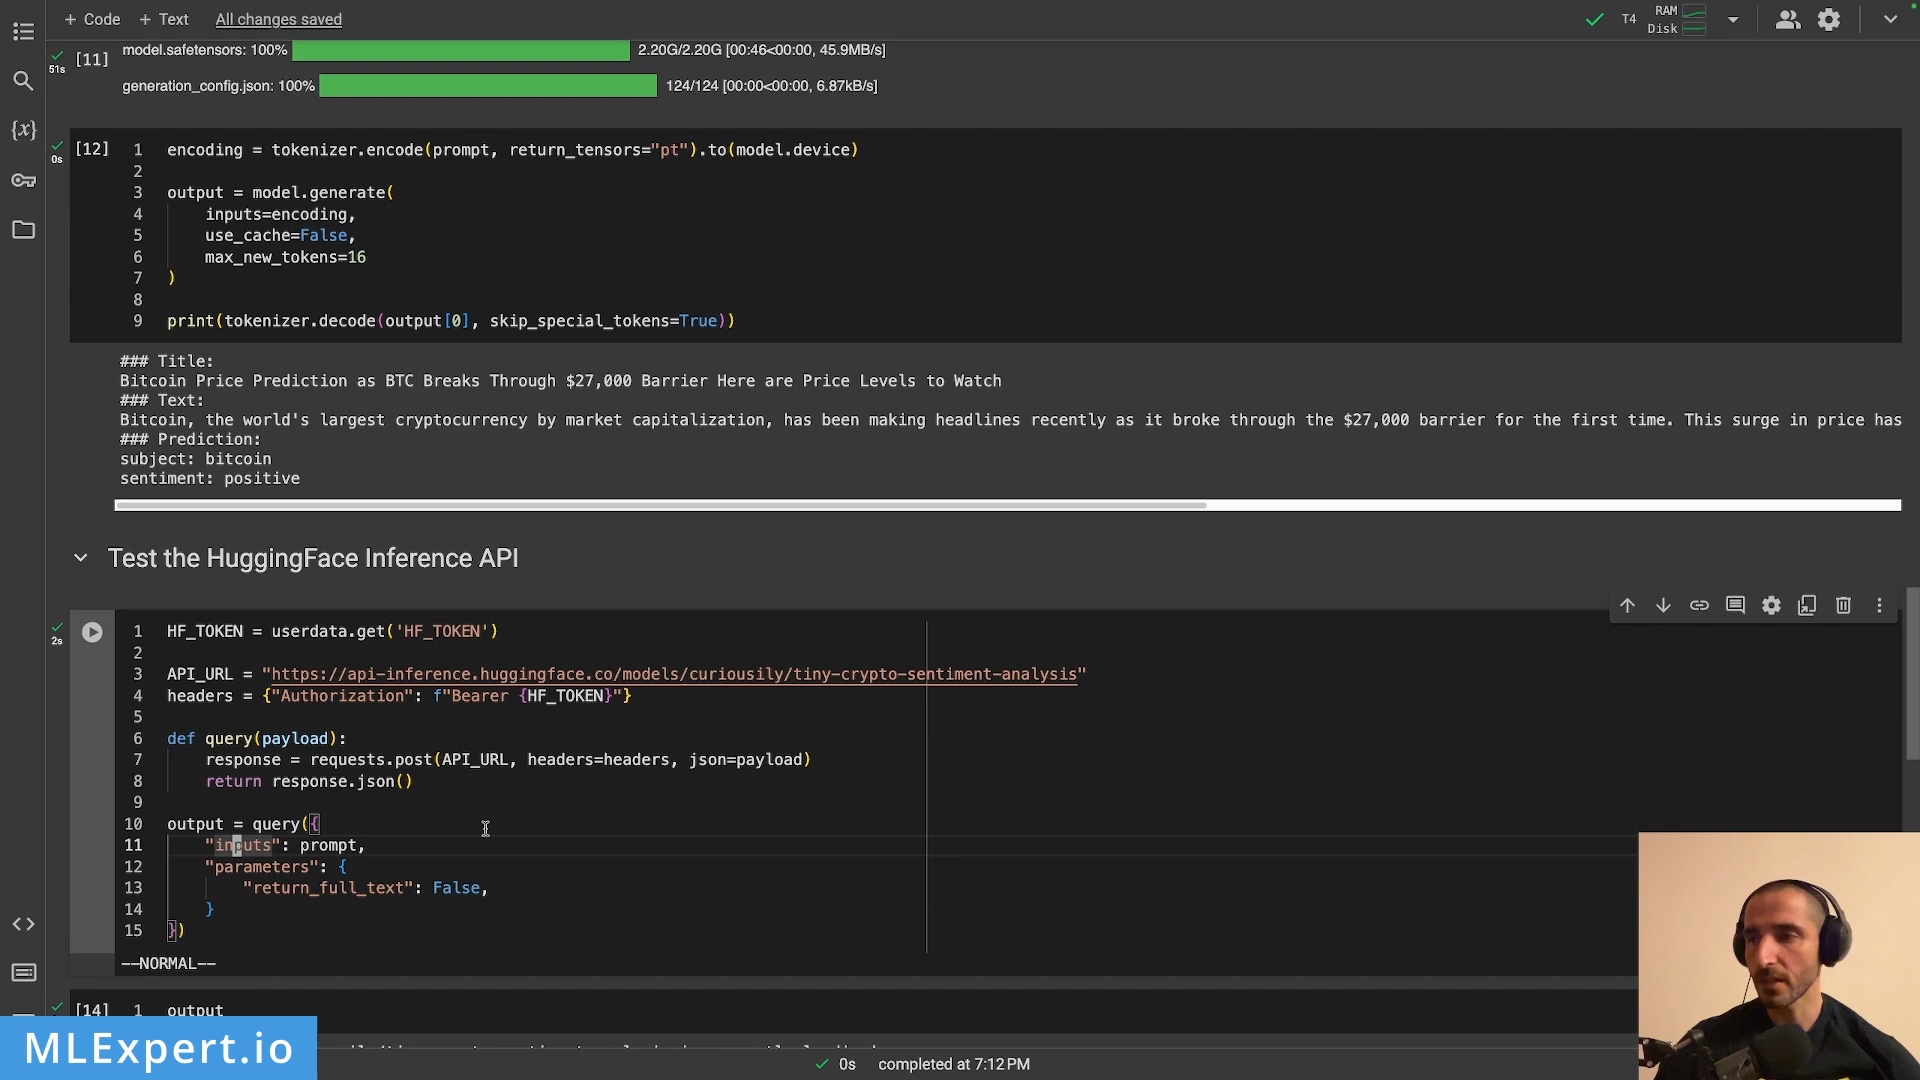 + Code + Text All changes saved
T4 RAM Disk
51s [11] model.safetensors: 100% 2.20G/2.20G [00:46<00:00, 45.9MB/s]
generation_config.json: 100% 124/124 [00:00<00:00, 6.87kB/s]
{x}
0s [12] 1 encoding = tokenizer.encode(prompt, return_tensors="pt").to(model.device)
2
3 output = model.generate(
4 inputs=encoding,
5 use_cache=False,
6 max_new_tokens=16
7 )
8
9 print(tokenizer.decode(output[0], skip_special_tokens=True))
### Title:
Bitcoin Price Prediction as BTC Breaks Through $27,000 Barrier Here are Price Levels to Watch
### Text:
Bitcoin, the world's largest cryptocurrency by market capitalization, has been making headlines recently as it broke through the $27,000 barrier for the first time. This surge in price has
### Prediction:
subject: bitcoin
sentiment: positive
Test the HuggingFace Inference API
2s 1 HF_TOKEN = userdata.get('HF_TOKEN')
2
3 API_URL = "https://api-inference.huggingface.co/models/curiousily/tiny-crypto-sentiment-analysis"
4 headers = {"Authorization": f"Bearer {HF_TOKEN}"}
5
6 def query(payload):
7 response = requests.post(API_URL, headers=headers, json=payload)
8 return response.json()
9
10 output = query({
11 "inputs": prompt,
12 "parameters": {
13 "return_full_text": False,
14 }
15 })
--NORMAL--
[14] 1 output
MLExpert.io
0s completed at 7:12 PM